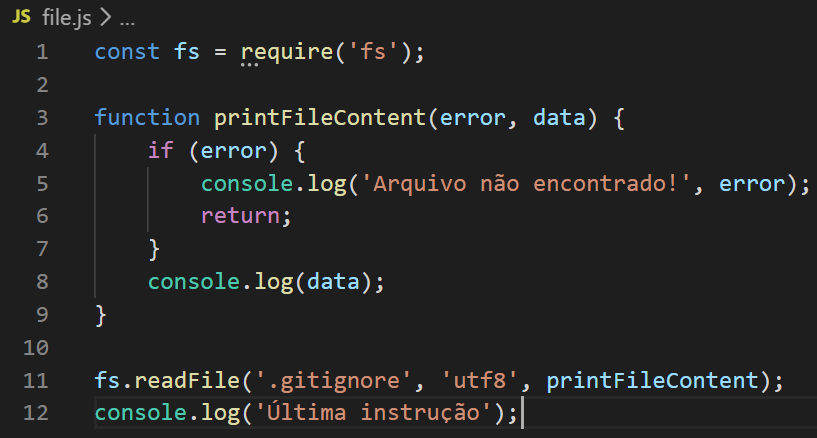 JS file.js > ...
1 const fs = require('fs');
2
3 function printFileContent(error, data) {
4     if (error) {
5         console.log('Arquivo não encontrado!', error);
6         return;
7     }
8     console.log(data);
9 }
10
11 fs.readFile('.gitignore', 'utf8', printFileContent);
12 console.log('Última instrução');